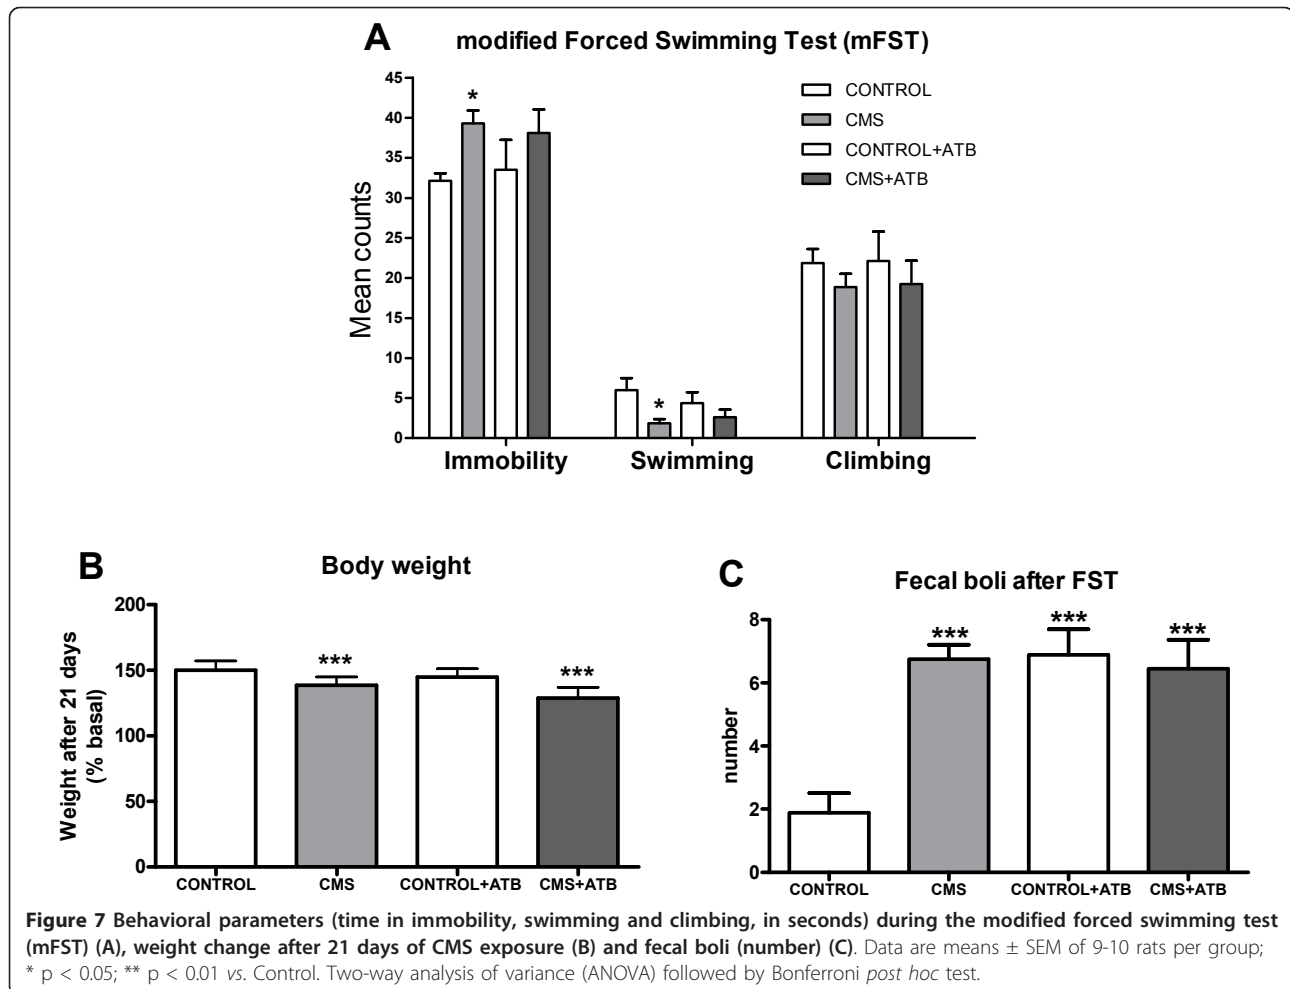 A modified Forced Swimming Test (mFST)
Mean counts
45
40
35
30
25
20
15
10
5
0
* *
CONTROL
CMS
CONTROL+ATB
CMS+ATB
Immobility Swimming Climbing
B Body weight
Weight after 21 days
(% basal)
200
150
100
50
0
*** ***
CONTROL CMS CONTROL+ATB CMS+ATB
C Fecal boli after FST
number
8
6
4
2
0
*** *** ***
CONTROL CMS CONTROL+ATB CMS+ATB
Figure 7 Behavioral parameters (time in immobility, swimming and climbing, in seconds) during the modified forced swimming test
(mFST) (A), weight change after 21 days of CMS exposure (B) and fecal boli (number) (C). Data are means ± SEM of 9-10 rats per group;
* p < 0.05; ** p < 0.01 vs. Control. Two-way analysis of variance (ANOVA) followed by Bonferroni post hoc test.